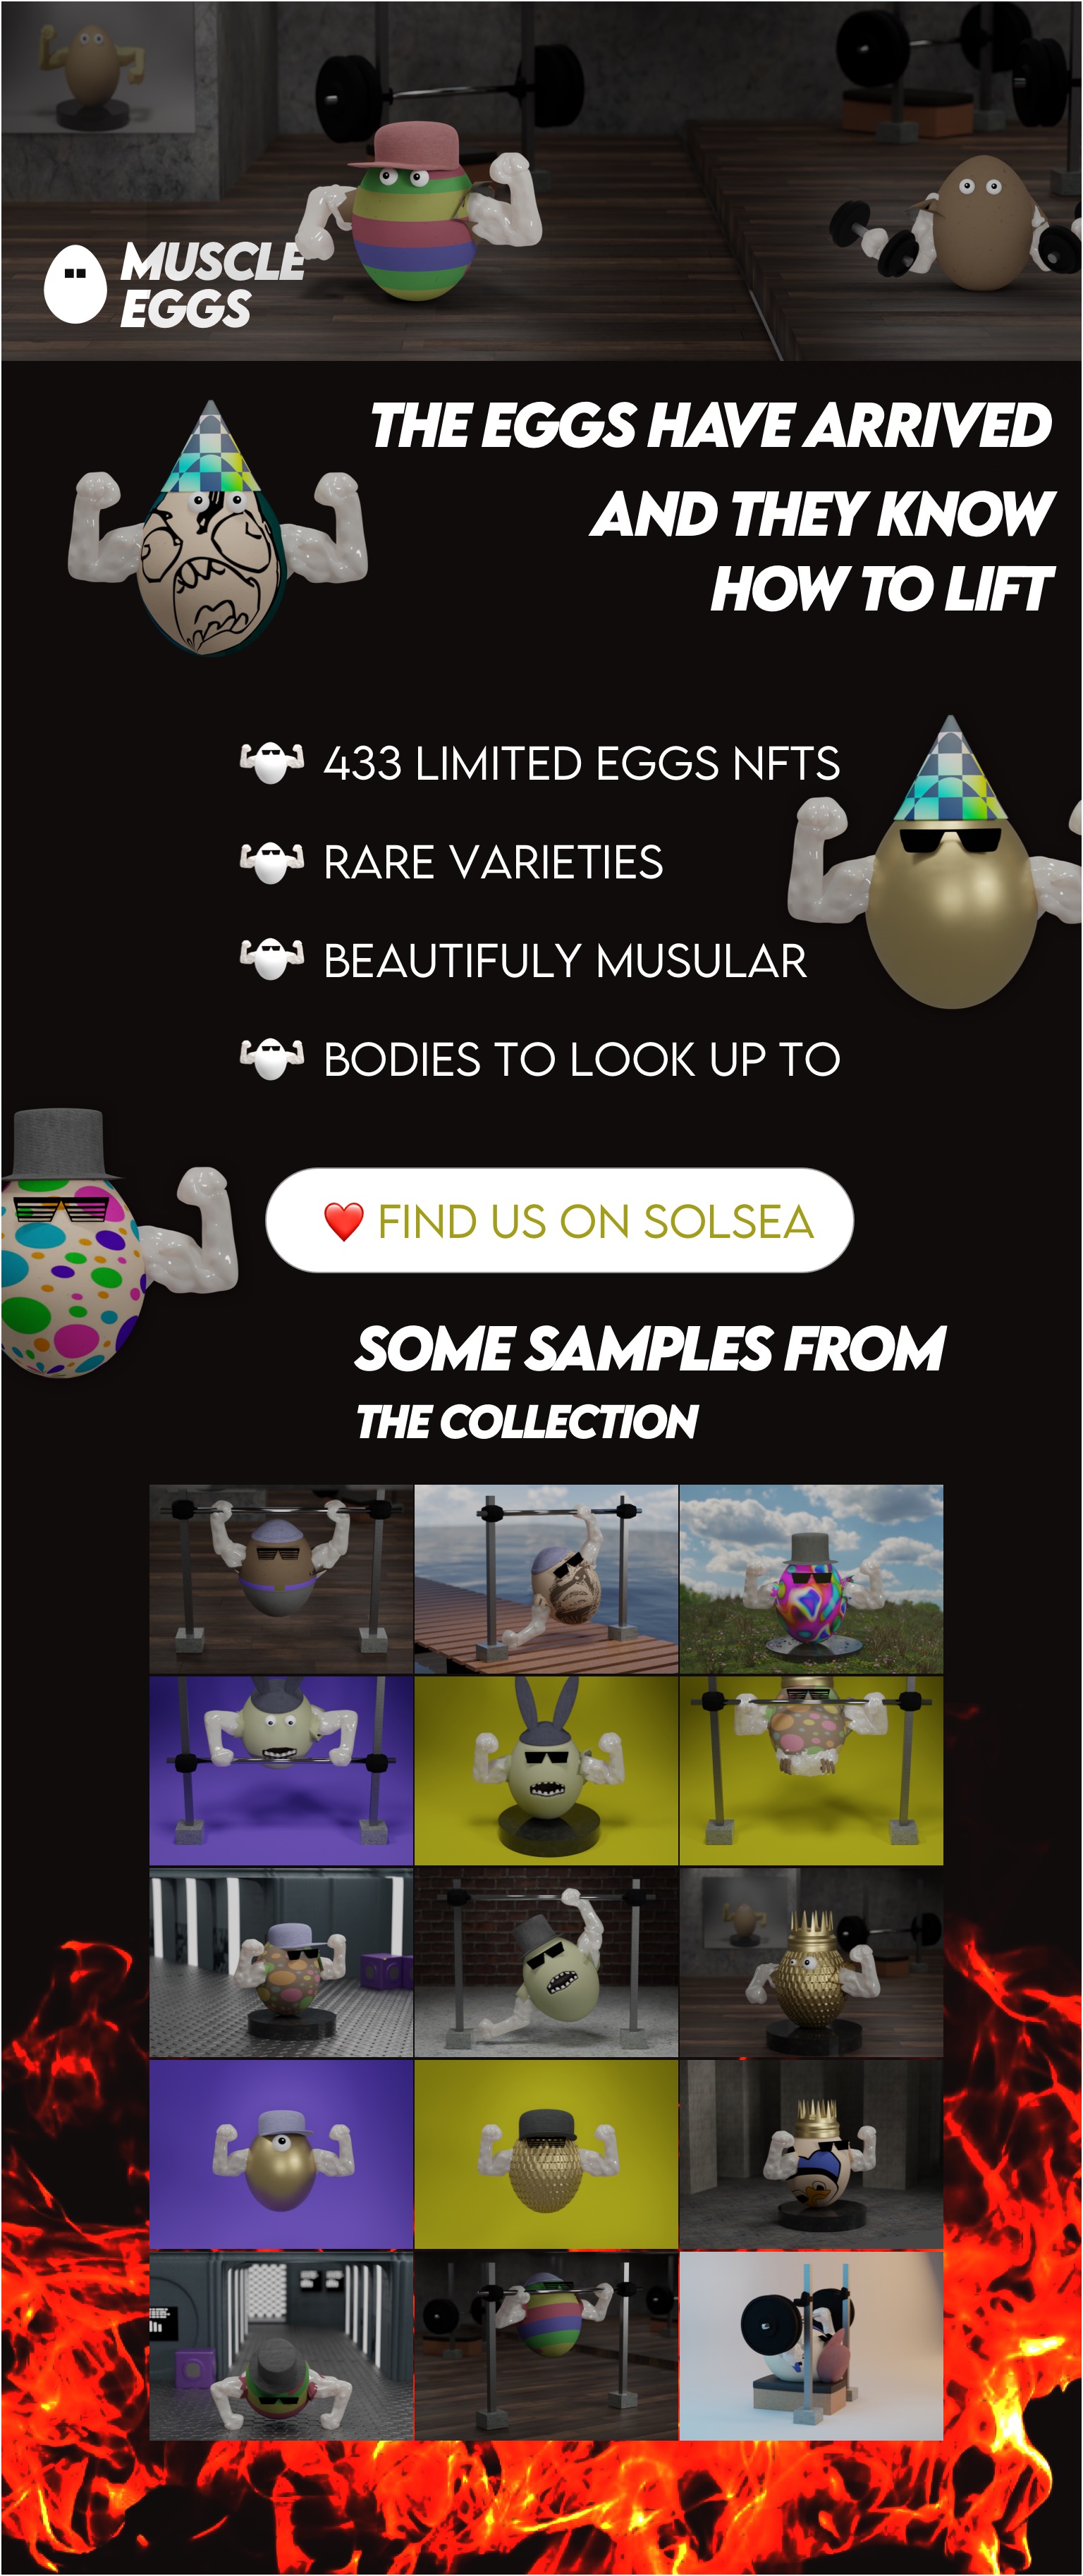 MUSCLE
EGGS
THE EGGS HAVE ARRIVED
AND THEY KNOW
HOW TO LIFT
433 LIMITED EGGS NFTS
RARE VARIETIES
BEAUTIFULY MUSULAR
BODIES TO LOOK UP TO
❤️ FIND US ON SOLSEA
SOME SAMPLES FROM
THE COLLECTION